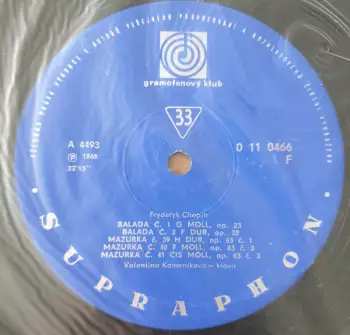 gramofonový klub
33
A 4493
℗ 1968
22'13"
0 11 0466
F
Fryderyk Chopin
BALADA Č. 1 G MOLL, op. 23
BALADA Č. 2 F DUR, op. 38
MAZURKA č. 39 H DUR, op. 63 č. 1
MAZURKA Č. 40 F MOLL, op. 63 č. 2
MAZURKA Č. 41 CIS MOLL, op. 63 č. 3
Valentina Kameníková - klavír
SUPRAPHON